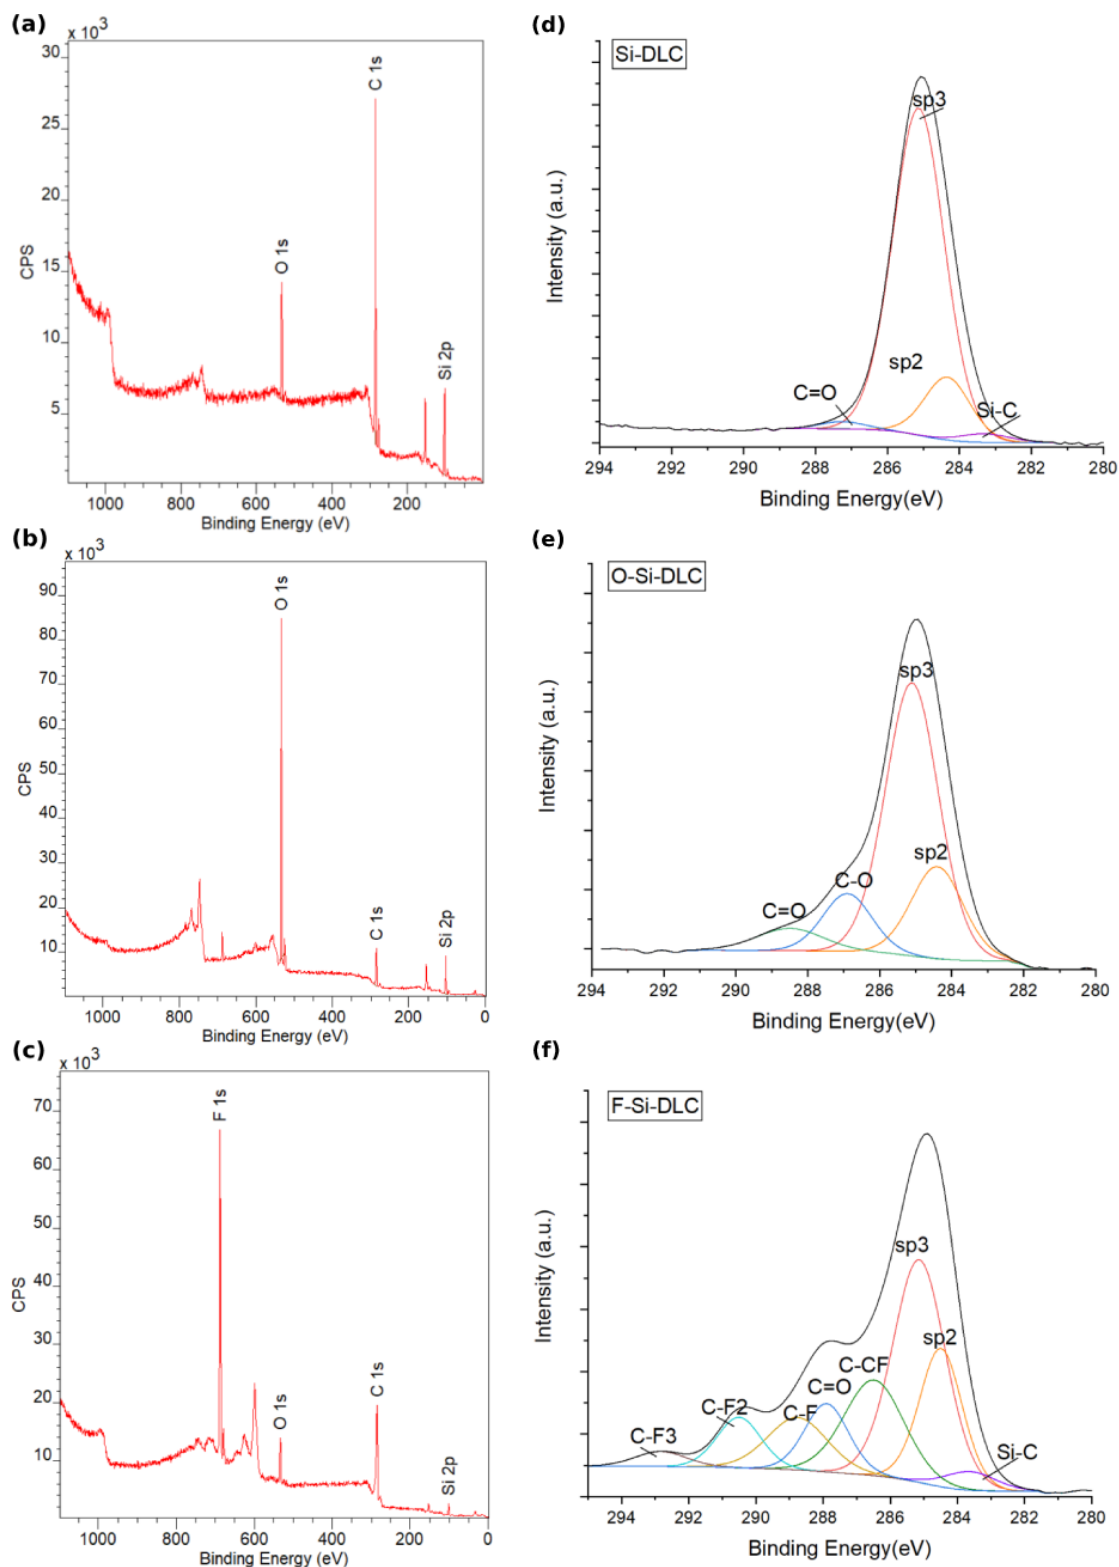 (a)
x 10³
30
25
20
15
10
5
CPS
O 1s
C 1s
Si 2p
1000 800 600 400 200
Binding Energy (eV)
(d)
Si-DLC
sp3
sp2
C=O
Si-C
Intensity (a.u.)
294 292 290 288 286 284 282 280
Binding Energy(eV)
(b)
x 10³
90
80
70
60
50
40
30
20
10
CPS
O 1s
C 1s
Si 2p
1000 800 600 400 200 0
Binding Energy (eV)
(e)
O-Si-DLC
sp3
sp2
C-O
C=O
Intensity (a.u.)
294 292 290 288 286 284 282 280
Binding Energy(eV)
(c)
x 10³
70
60
50
40
30
20
10
CPS
F 1s
O 1s
C 1s
Si 2p
1000 800 600 400 200 0
Binding Energy (eV)
(f)
F-Si-DLC
sp3
sp2
C-CF
C=O
C-F2
C-F
C-F3
Si-C
Intensity (a.u.)
294 292 290 288 286 284 282 280
Binding Energy(eV)